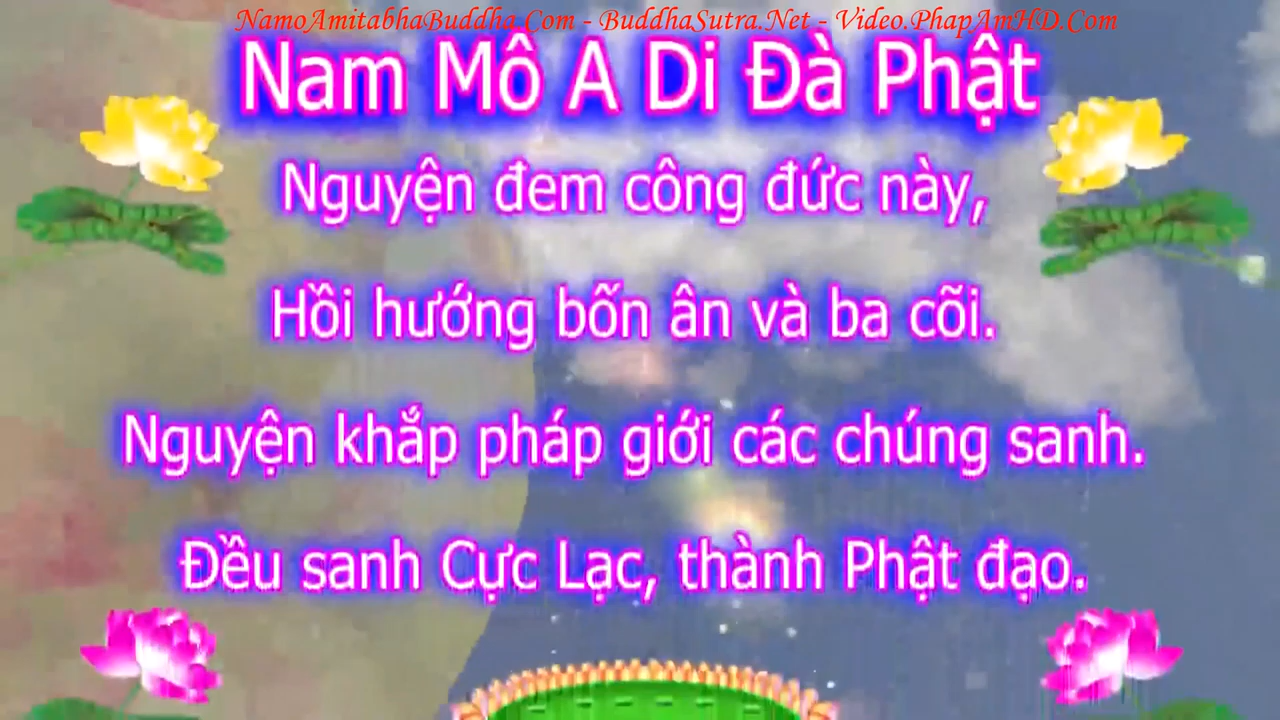 NamoAmitabhaBuddha.Com - BuddhaSutra.Net - Video.PhapAmHD.Com
Nam Mô A Di Đà Phật
Nguyện đem công đức này,
Hồi hướng bốn ân và ba cõi.
Nguyện khắp pháp giới các chúng sanh.
Đều sanh Cực Lạc, thành Phật đạo.